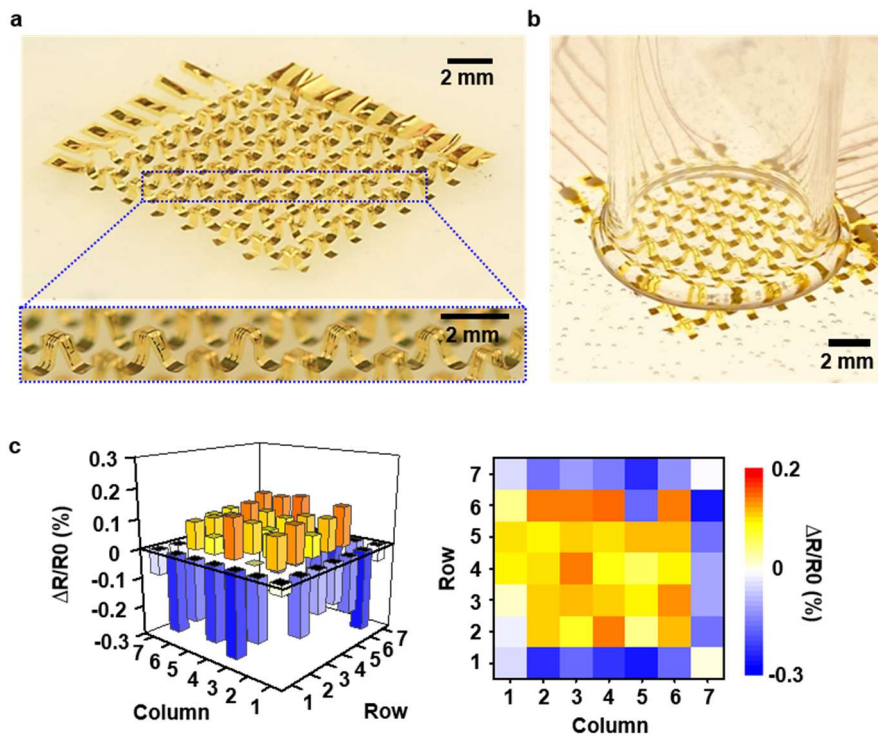 a
2 mm
2 mm
b
2 mm
c
ΔR/R0 (%)
0.3
0.2
0.1
0
-0.1
-0.2
-0.3
7 6 5 4 3 2 1
Column
1 2 3 4 5 6 7
Row
Row
7
6
5
4
3
2
1
1 2 3 4 5 6 7
Column
0.2
0
-0.3
ΔR/R0 (%)